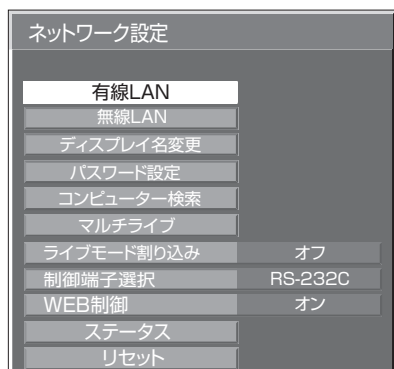 ネットワーク設定
有線LAN
無線LAN
ディスプレイ名変更
パスワード設定
コンピューター検索
マルチライブ
ライブモード割り込み オフ
制御端子選択 RS-232C
WEB制御 オン
ステータス
リセット